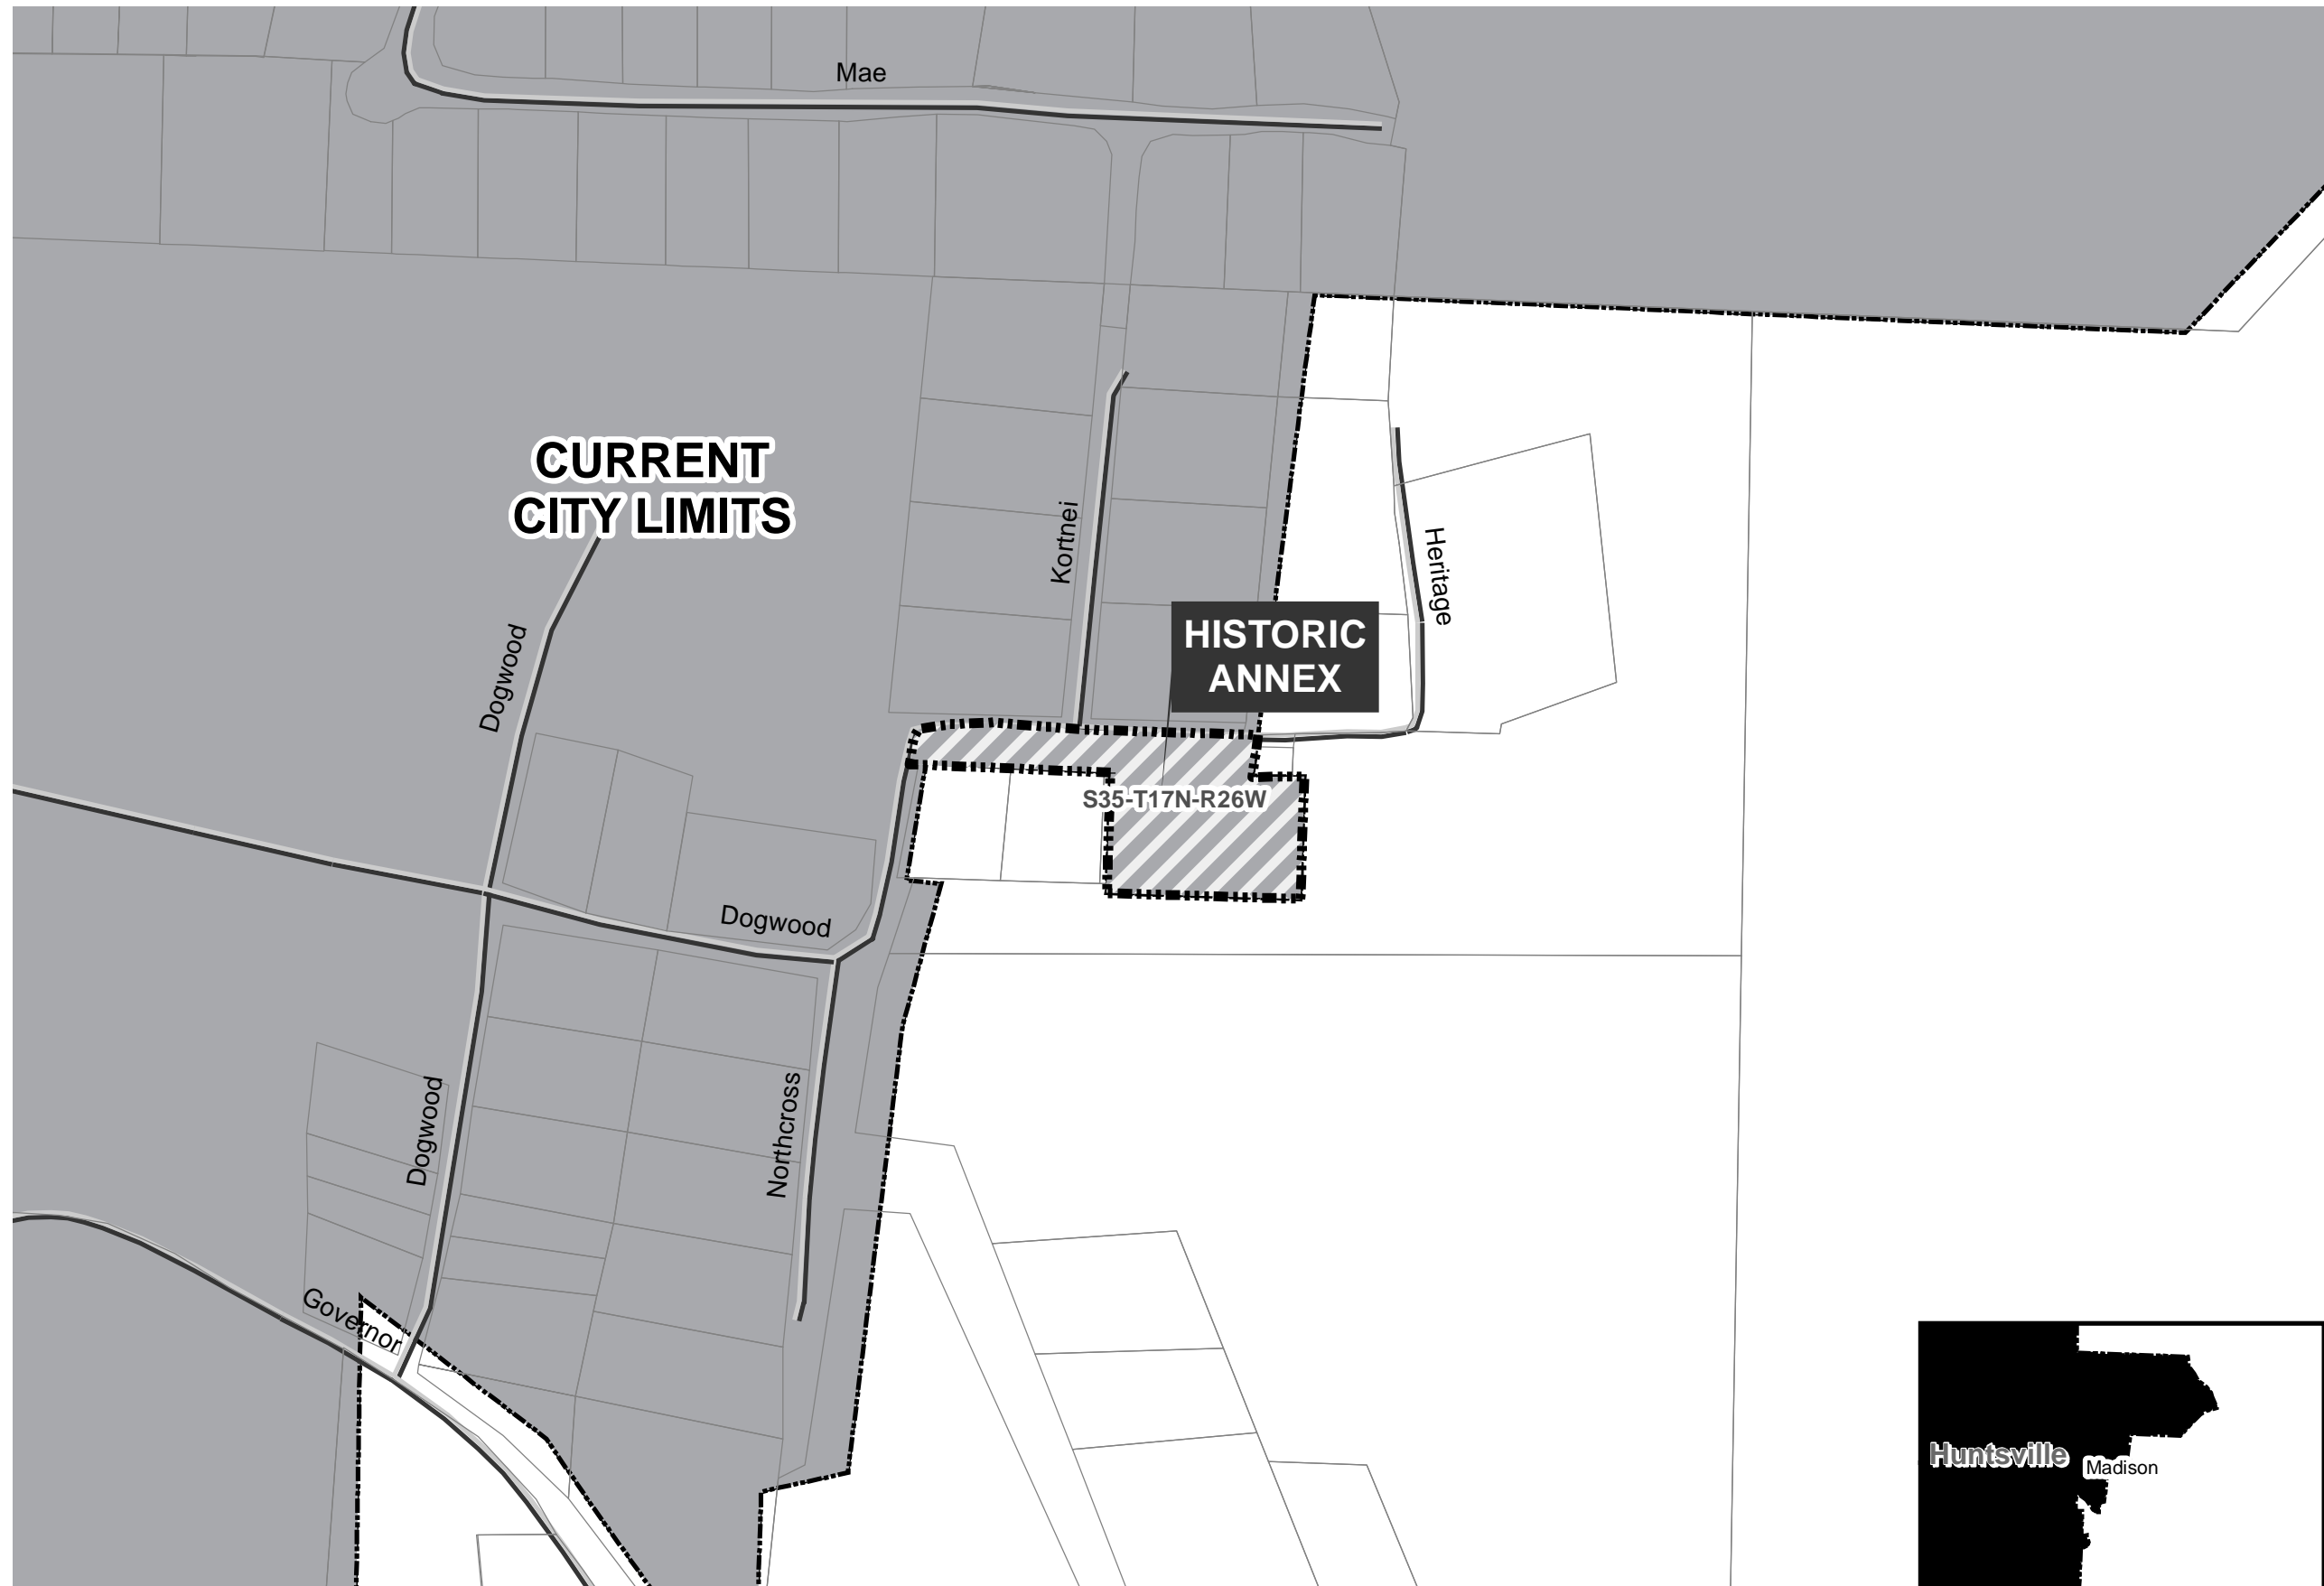 Mae
CURRENT
CITY LIMITS
Kortnei
Heritage
HISTORIC
ANNEX
Dogwood
S35-T17N-R26W
Dogwood
Dogwood
Northcross
Governor
Huntsville
Madison